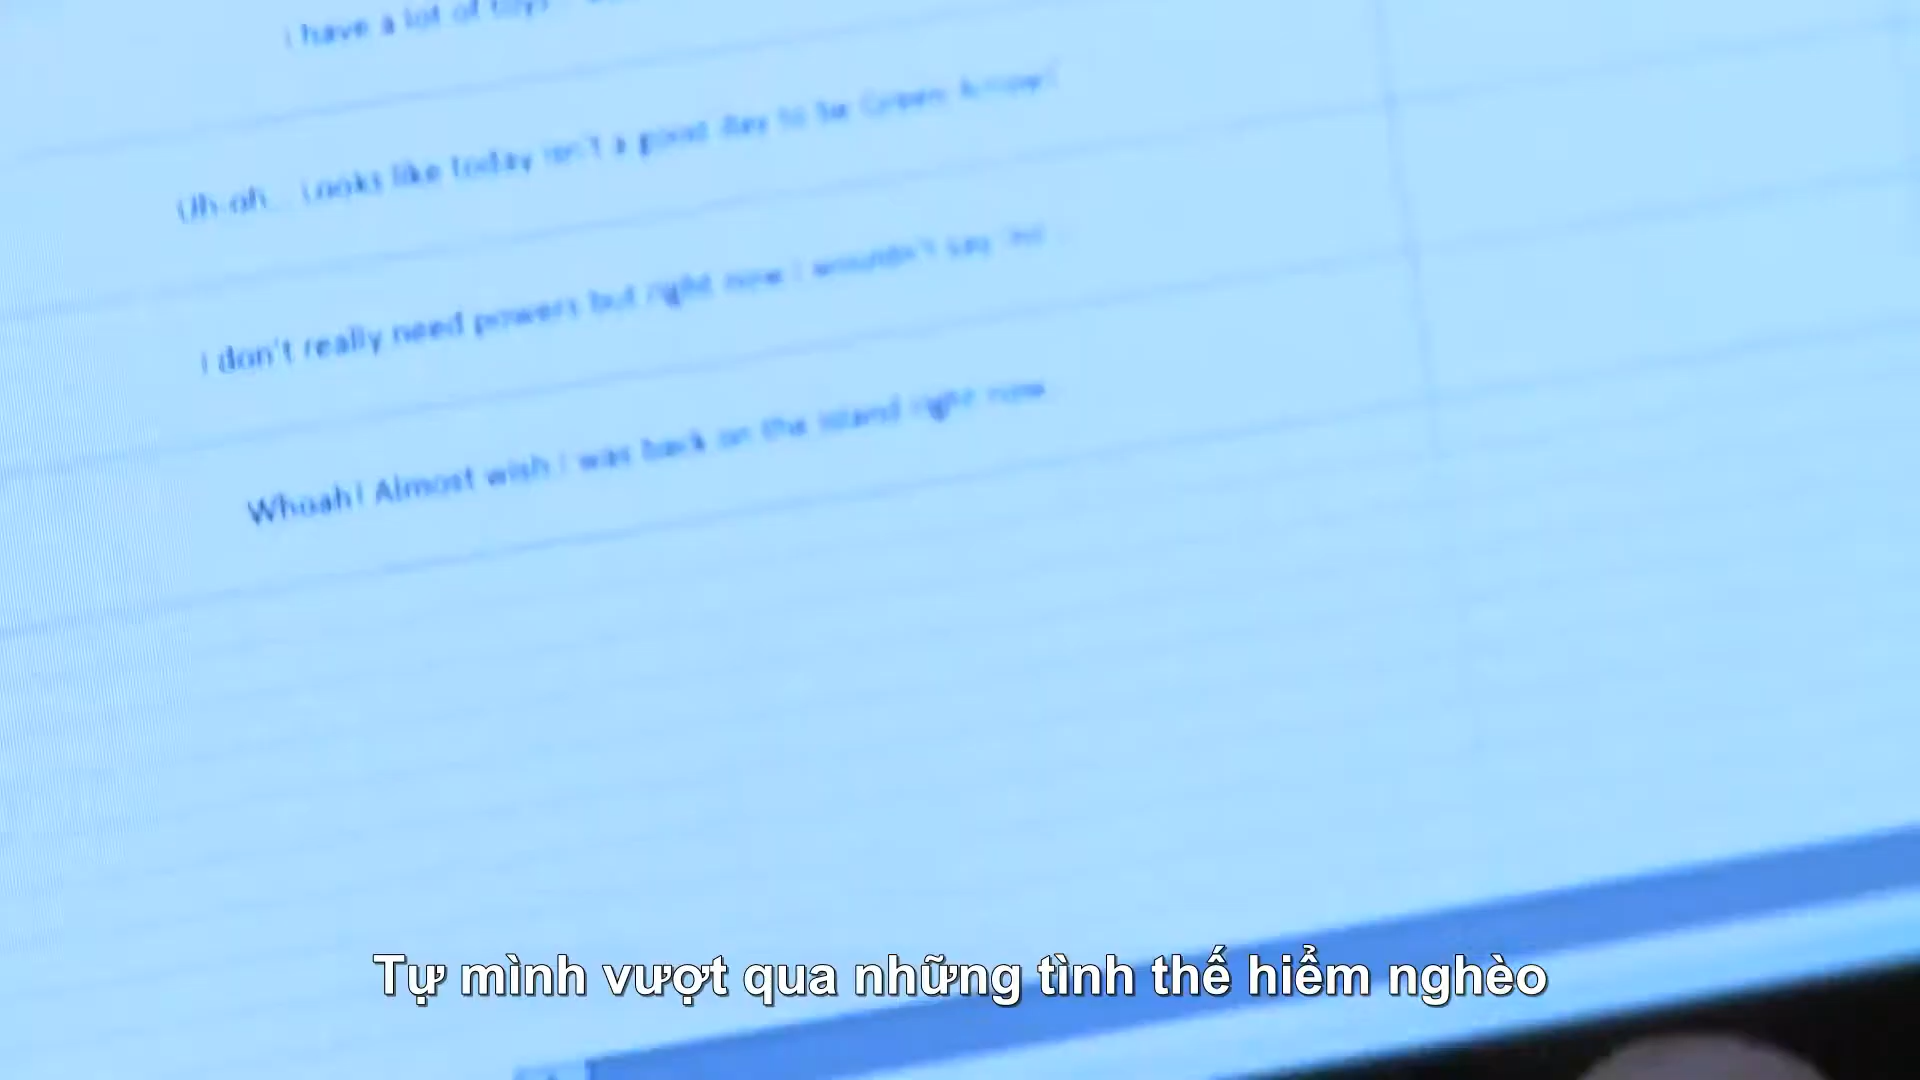 I have a lot of toys
Uh-oh... Looks like today isn't a good day to be Green Arrow!
I don't really need powers but right now I wouldn't say 'no'...
Whoah! Almost wish I was back on the island right now.
Tự mình vượt qua những tình thế hiểm nghèo